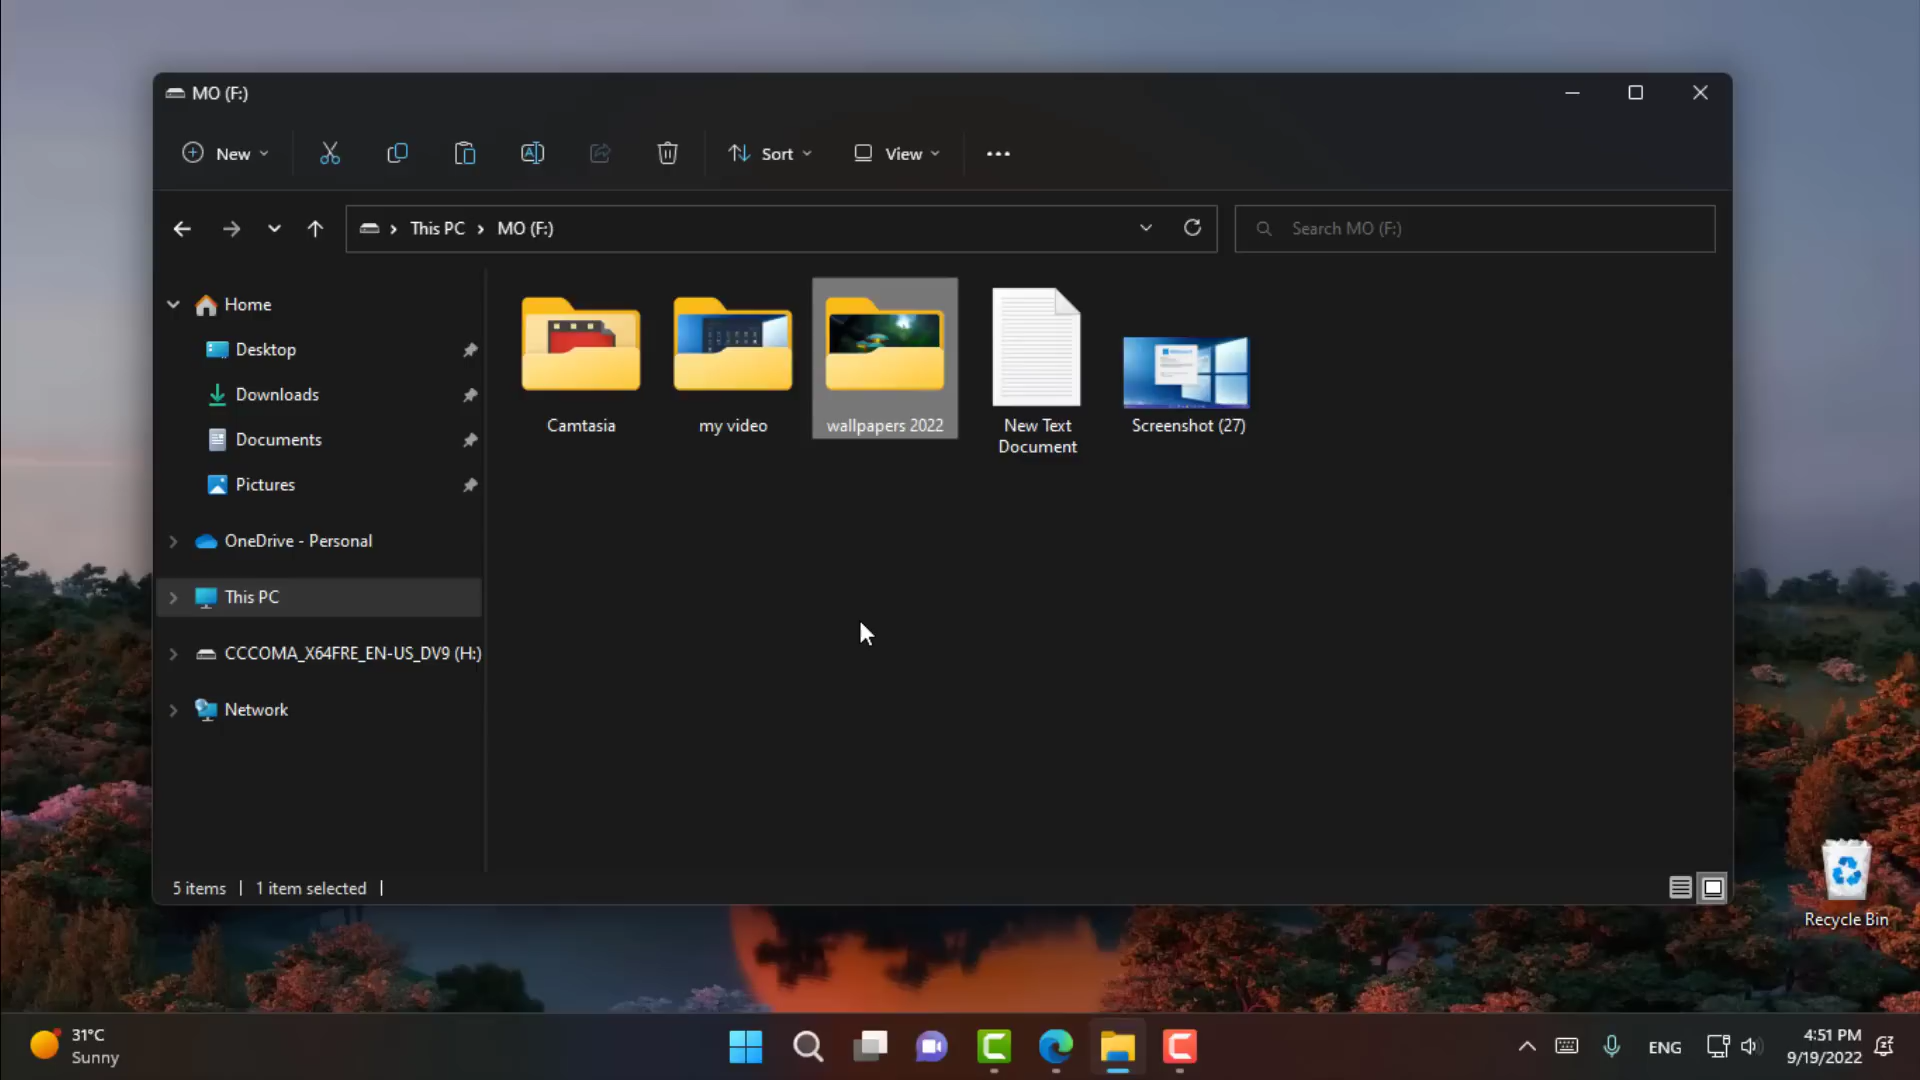 MO (F:)
New
Sort
View
This PC
MO (F:)
Search MO (F:)
Home
Desktop
Downloads
Documents
Pictures
OneDrive - Personal
This PC
CCCOMA_X64FRE_EN-US_DV9 (H:)
Network
Camtasia
my video
wallpapers 2022
New Text
Document
Screenshot (27)
5 items
1 item selected
Recycle Bin
31°C
Sunny
ENG
4:51 PM
9/19/2022